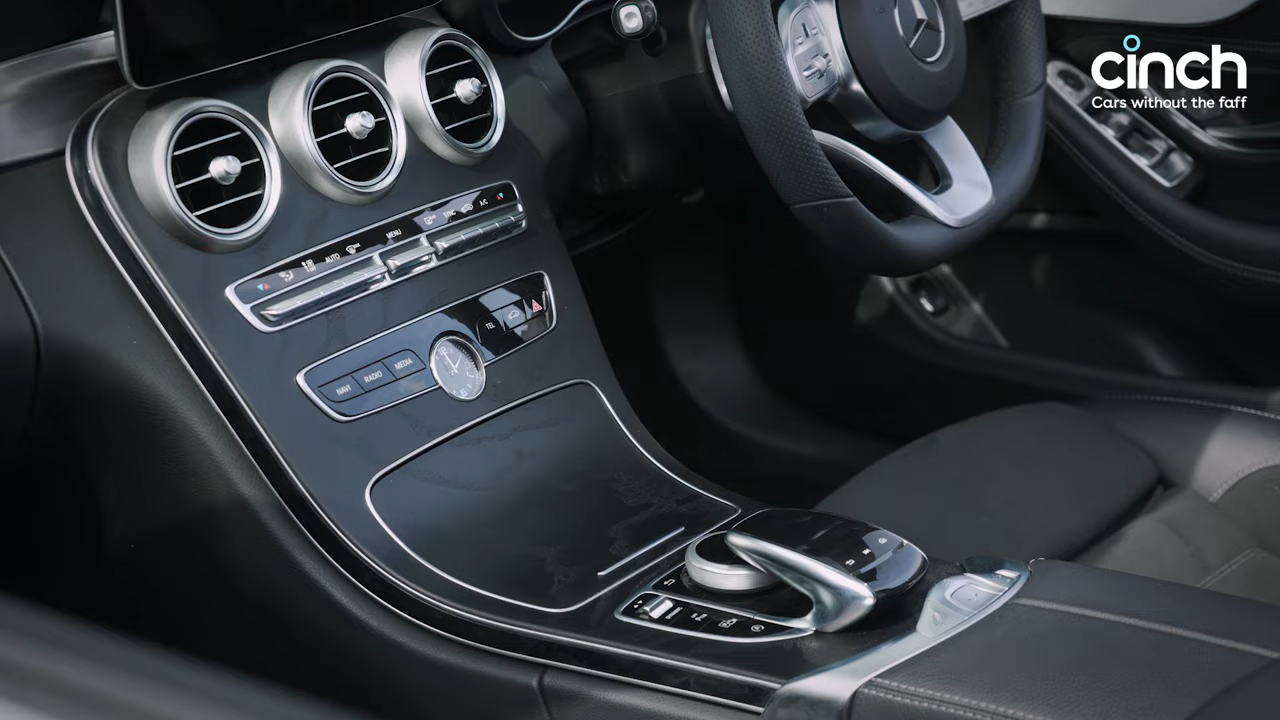 cinch
Cars without the faff
AUTO
MENU
SYNC
A/C
NAVI
RADIO
MEDIA
TEL